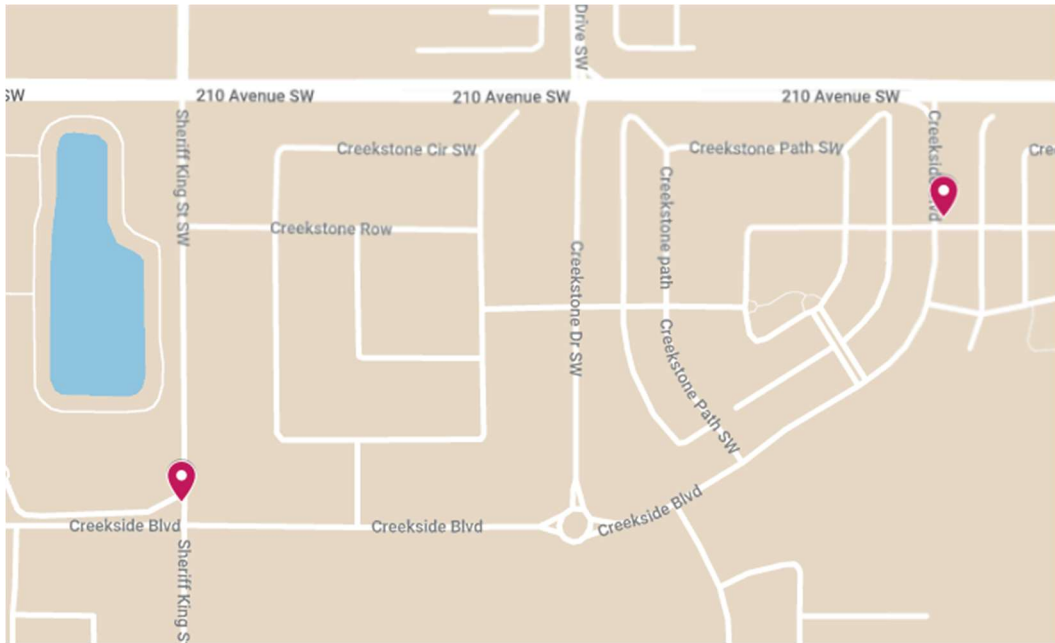 Drive SW
SW
210 Avenue SW
210 Avenue SW
210 Avenue SW
Sheriff King St SW
Creekstone Cir SW
Creekstone Path SW
Creekside Blvd
Cre
Creekstone Row
Creekstone path
Creekstone Dr SW
Creekstone Path SW
Creekside Blvd
Creekside Blvd
Creekside Blvd
Sheriff King S